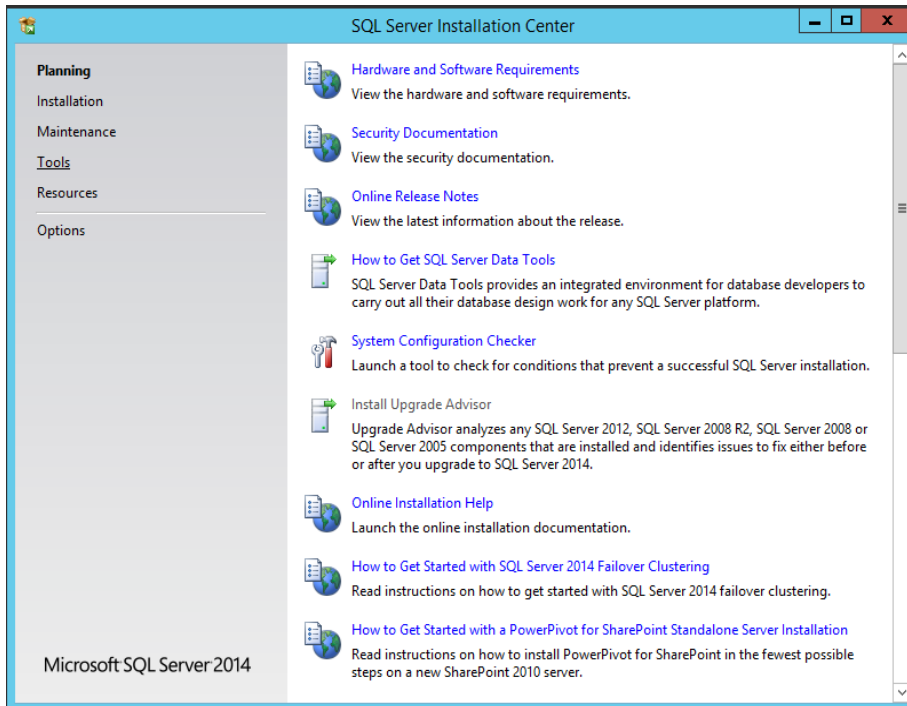 SQL Server Installation Center
Planning
Installation
Maintenance
Tools
Resources
Options
Hardware and Software Requirements
View the hardware and software requirements.
Security Documentation
View the security documentation.
Online Release Notes
View the latest information about the release.
How to Get SQL Server Data Tools
SQL Server Data Tools provides an integrated environment for database developers to
carry out all their database design work for any SQL Server platform.
System Configuration Checker
Launch a tool to check for conditions that prevent a successful SQL Server installation.
Install Upgrade Advisor
Upgrade Advisor analyzes any SQL Server 2012, SQL Server 2008 R2, SQL Server 2008 or
SQL Server 2005 components that are installed and identifies issues to fix either before
or after you upgrade to SQL Server 2014.
Online Installation Help
Launch the online installation documentation.
How to Get Started with SQL Server 2014 Failover Clustering
Read instructions on how to get started with SQL Server 2014 failover clustering.
How to Get Started with a PowerPivot for SharePoint Standalone Server Installation
Read instructions on how to install PowerPivot for SharePoint in the fewest possible
steps on a new SharePoint 2010 server.
Microsoft SQL Server 2014